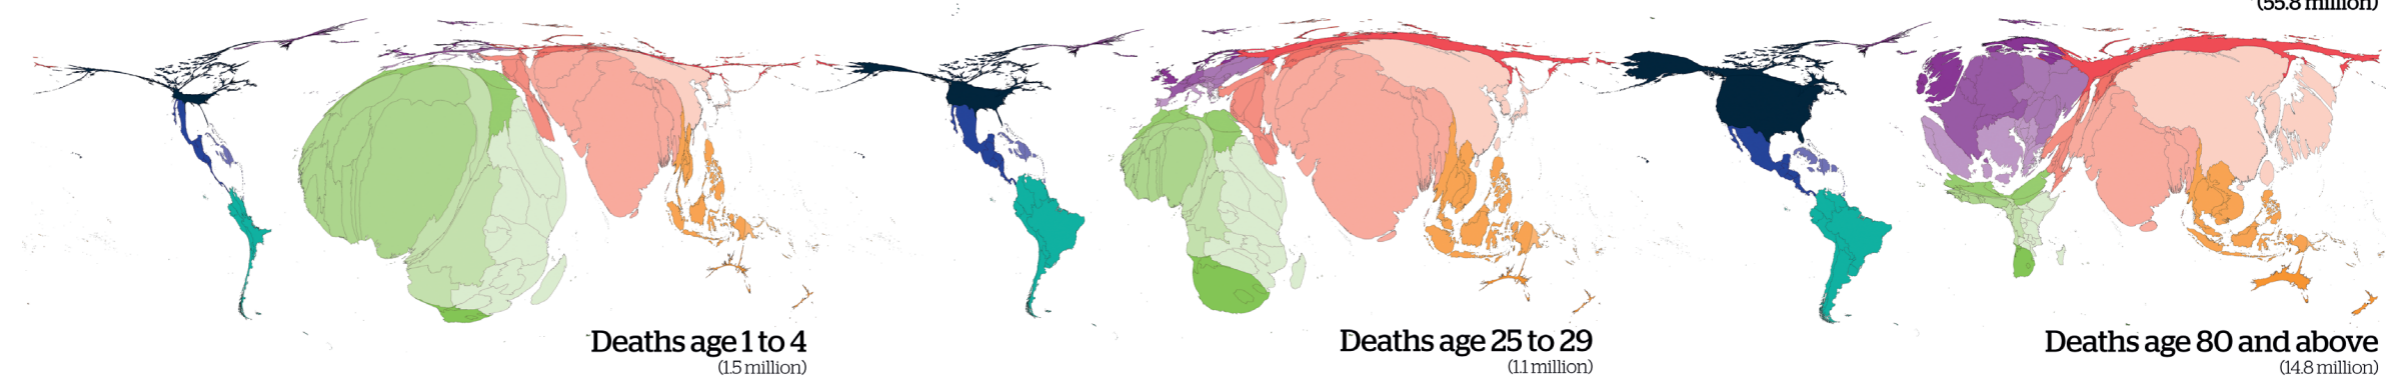 (55.8 million)
Deaths age 1 to 4
(1.5 million)
Deaths age 25 to 29
(1.1 million)
Deaths age 80 and above
(14.8 million)